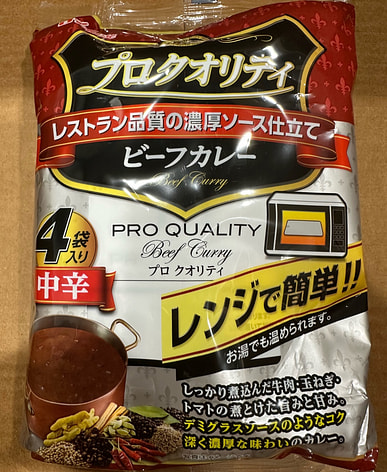 プロ クオリティ
レストラン品質の濃厚ソース仕立て
ビーフカレー
Beef Curry
4袋入り
中辛
PRO QUALITY
Beef Curry
プロ クオリティ
レンジで簡単!!
お湯でも温められます。
しっかり煮込んだ牛肉・玉ねぎ・
トマトの煮とけた旨みと甘み。
デミグラスソースのようなコク
深く濃厚な味わいのカレー。